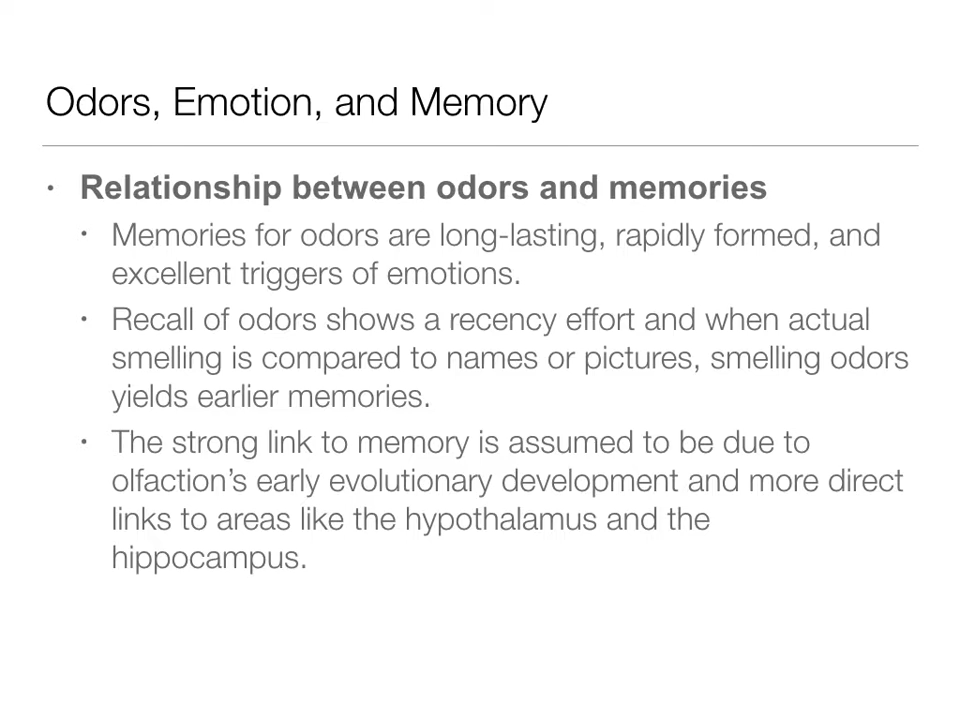 Odors, Emotion, and Memory
• Relationship between odors and memories
• Memories for odors are long-lasting, rapidly formed, and
excellent triggers of emotions.
• Recall of odors shows a recency effort and when actual
smelling is compared to names or pictures, smelling odors
yields earlier memories.
• The strong link to memory is assumed to be due to
olfaction’s early evolutionary development and more direct
links to areas like the hypothalamus and the
hippocampus.